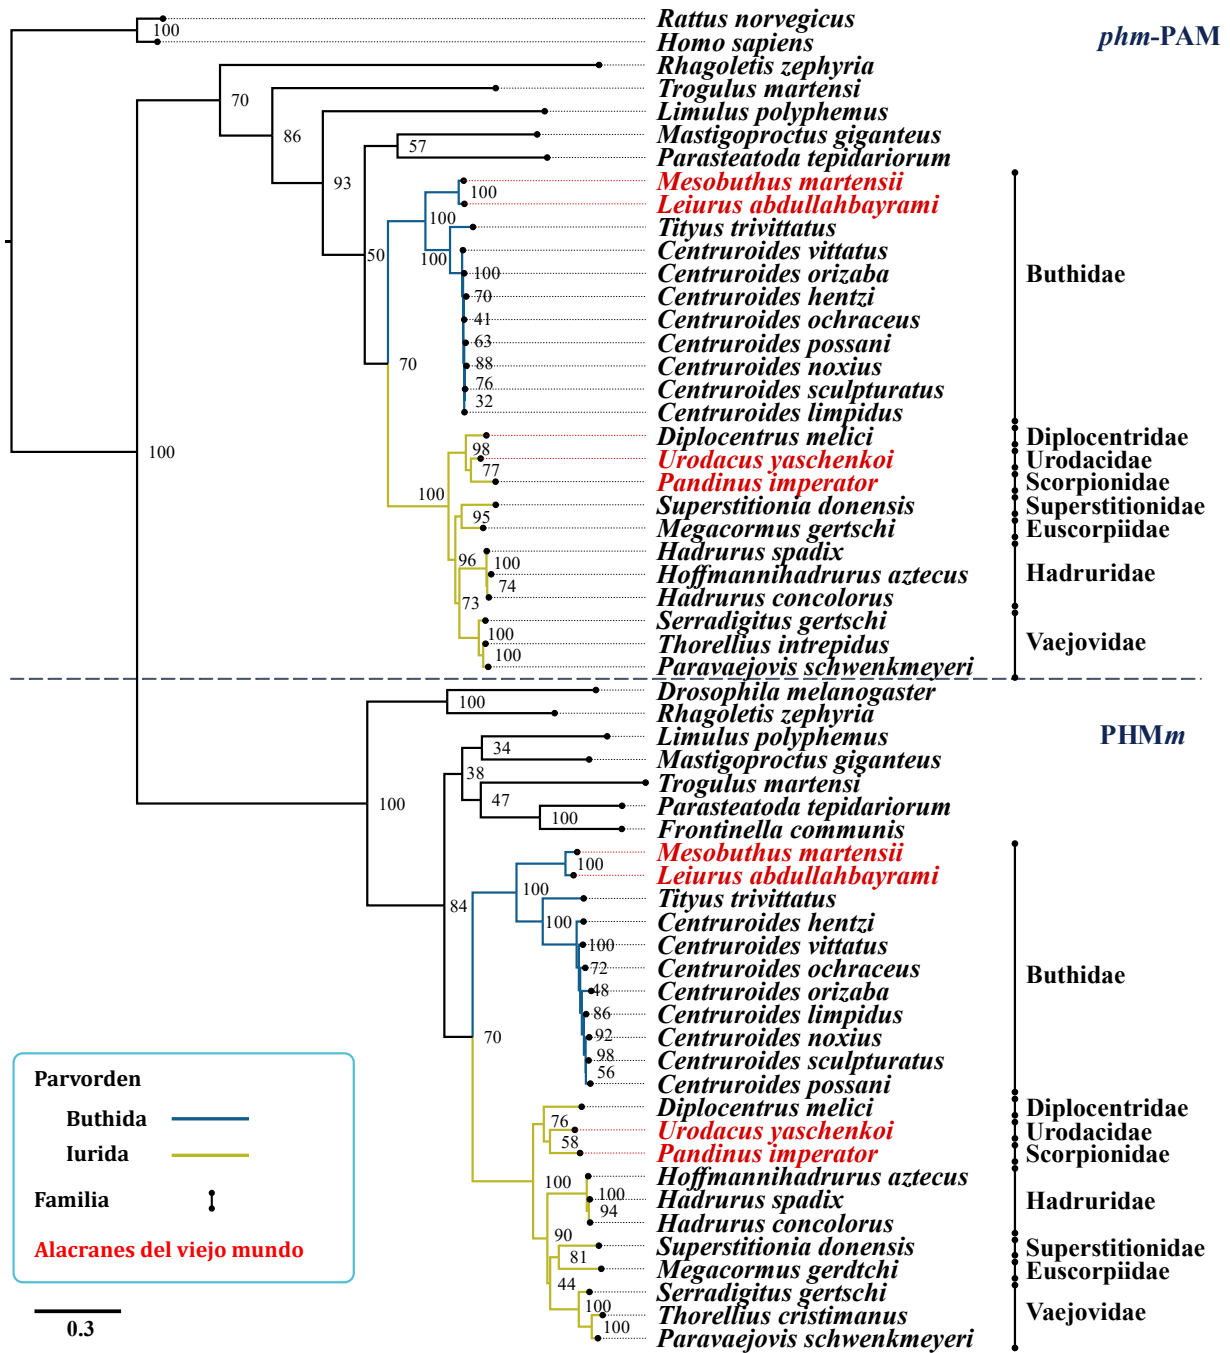 Rattus norvegicus
100
Homo sapiens
phm-PAM
Rhagoletis zephyria
70
Trogulus martensi
86
Limulus polyphemus
Mastigoproctus giganteus
57
Parasteatoda tepidariorum
93
Mesobuthus martensii
100
Leiurus abdullahbayrami
100
Tityus trivittatus
100
Centruroides vittatus
50
Centruroides orizaba
100
Buthidae
Centruroides hentzi
70
Centruroides ochraceus
41
Centruroides possani
63
Centruroides noxius
88
70
Centruroides sculpturatus
76
32
Centruroides limpidus
Diplocentrus melici
Diplocentridae
98
100
Urodacus yaschenkoi
Urodacidae
77
Pandinus imperator
Scorpionidae
100
Superstitionia donensis
Superstitionidae
95
Megacormus gertschi
Euscorpiidae
Hadrurus spadix
96
100
Hoffmannihadrurus aztecus
Hadruridae
74
Hadrurus concolorus
73
Serradigitus gertschi
100
Thorellius intrepidus
Vaejovidae
100
Paravaejovis schwenkmeyeri
Drosophila melanogaster
100
Rhagoletis zephyria
Limulus polyphemus
PHMm
34
Mastigoproctus giganteus
38
Trogulus martensi
47
100
Parasteatoda tepidariorum
100
Frontinella communis
Mesobuthus martensii
100
Leiurus abdullahbayrami
100
Tityus trivittatus
84
100
Centruroides hentzi
Centruroides vittatus
100
Centruroides ochraceus
72
Buthidae
Centruroides orizaba
48
Centruroides limpidus
86
70
Centruroides noxius
92
Centruroides sculpturatus
98
56
Centruroides possani
Diplocentrus melici
Diplocentridae
76
Urodacus yaschenkoi
Urodacidae
58
Pandinus imperator
Scorpionidae
100
Hoffmannihadrurus aztecus
100
Hadrurus spadix
Hadruridae
94
Hadrurus concolorus
90
Superstitionia donensis
Superstitionidae
81
Megacormus gerdtchi
Euscorpiidae
44
Serradigitus gertschi
100
Thorellius cristimanus
Vaejovidae
100
Paravaejovis schwenkmeyeri
Parvorden
Buthida
Iurida
Familia
Alacranes del viejo mundo
0.3